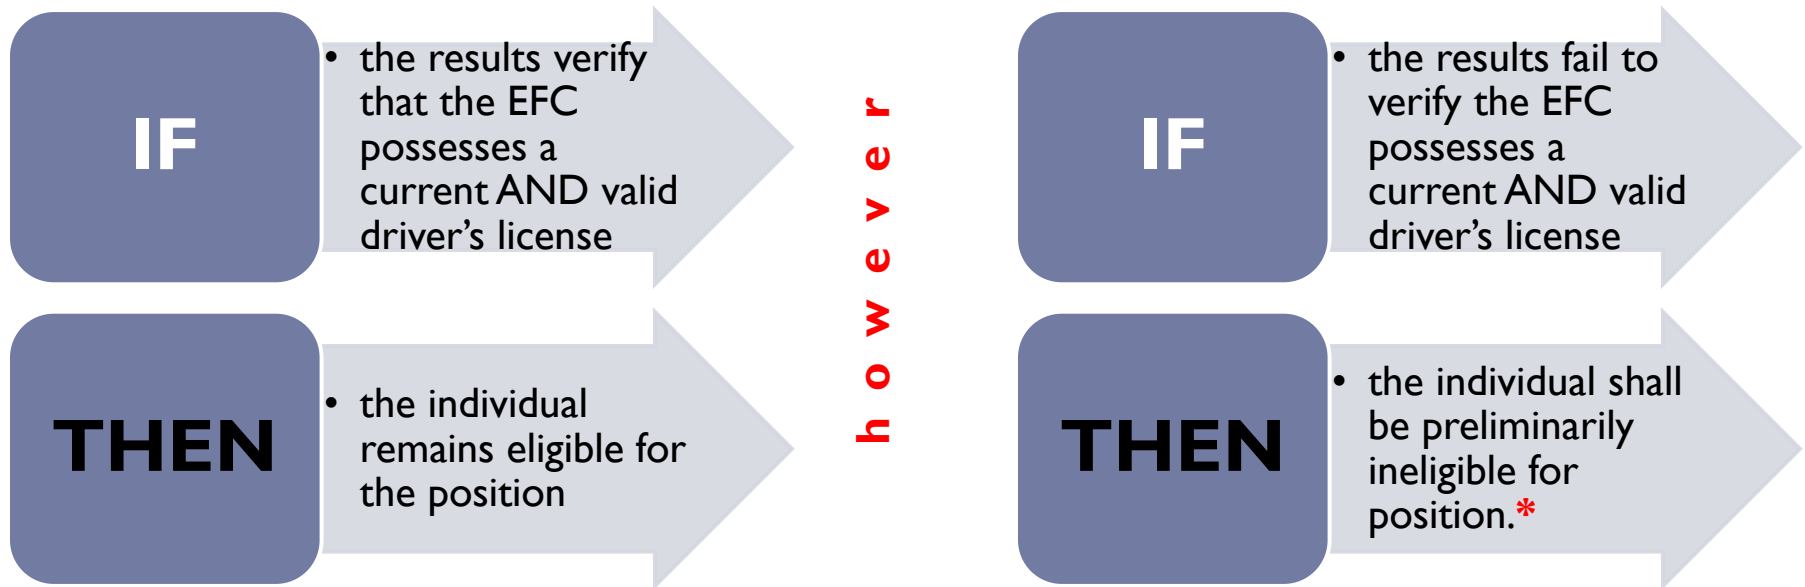 IF
• the results verify
that the EFC
possesses a
current AND valid
driver’s license
THEN
• the individual
remains eligible for
the position
however
IF
• the results fail to
verify the EFC
possesses a
current AND valid
driver’s license
THEN
• the individual shall
be preliminarily
ineligible for
position.*